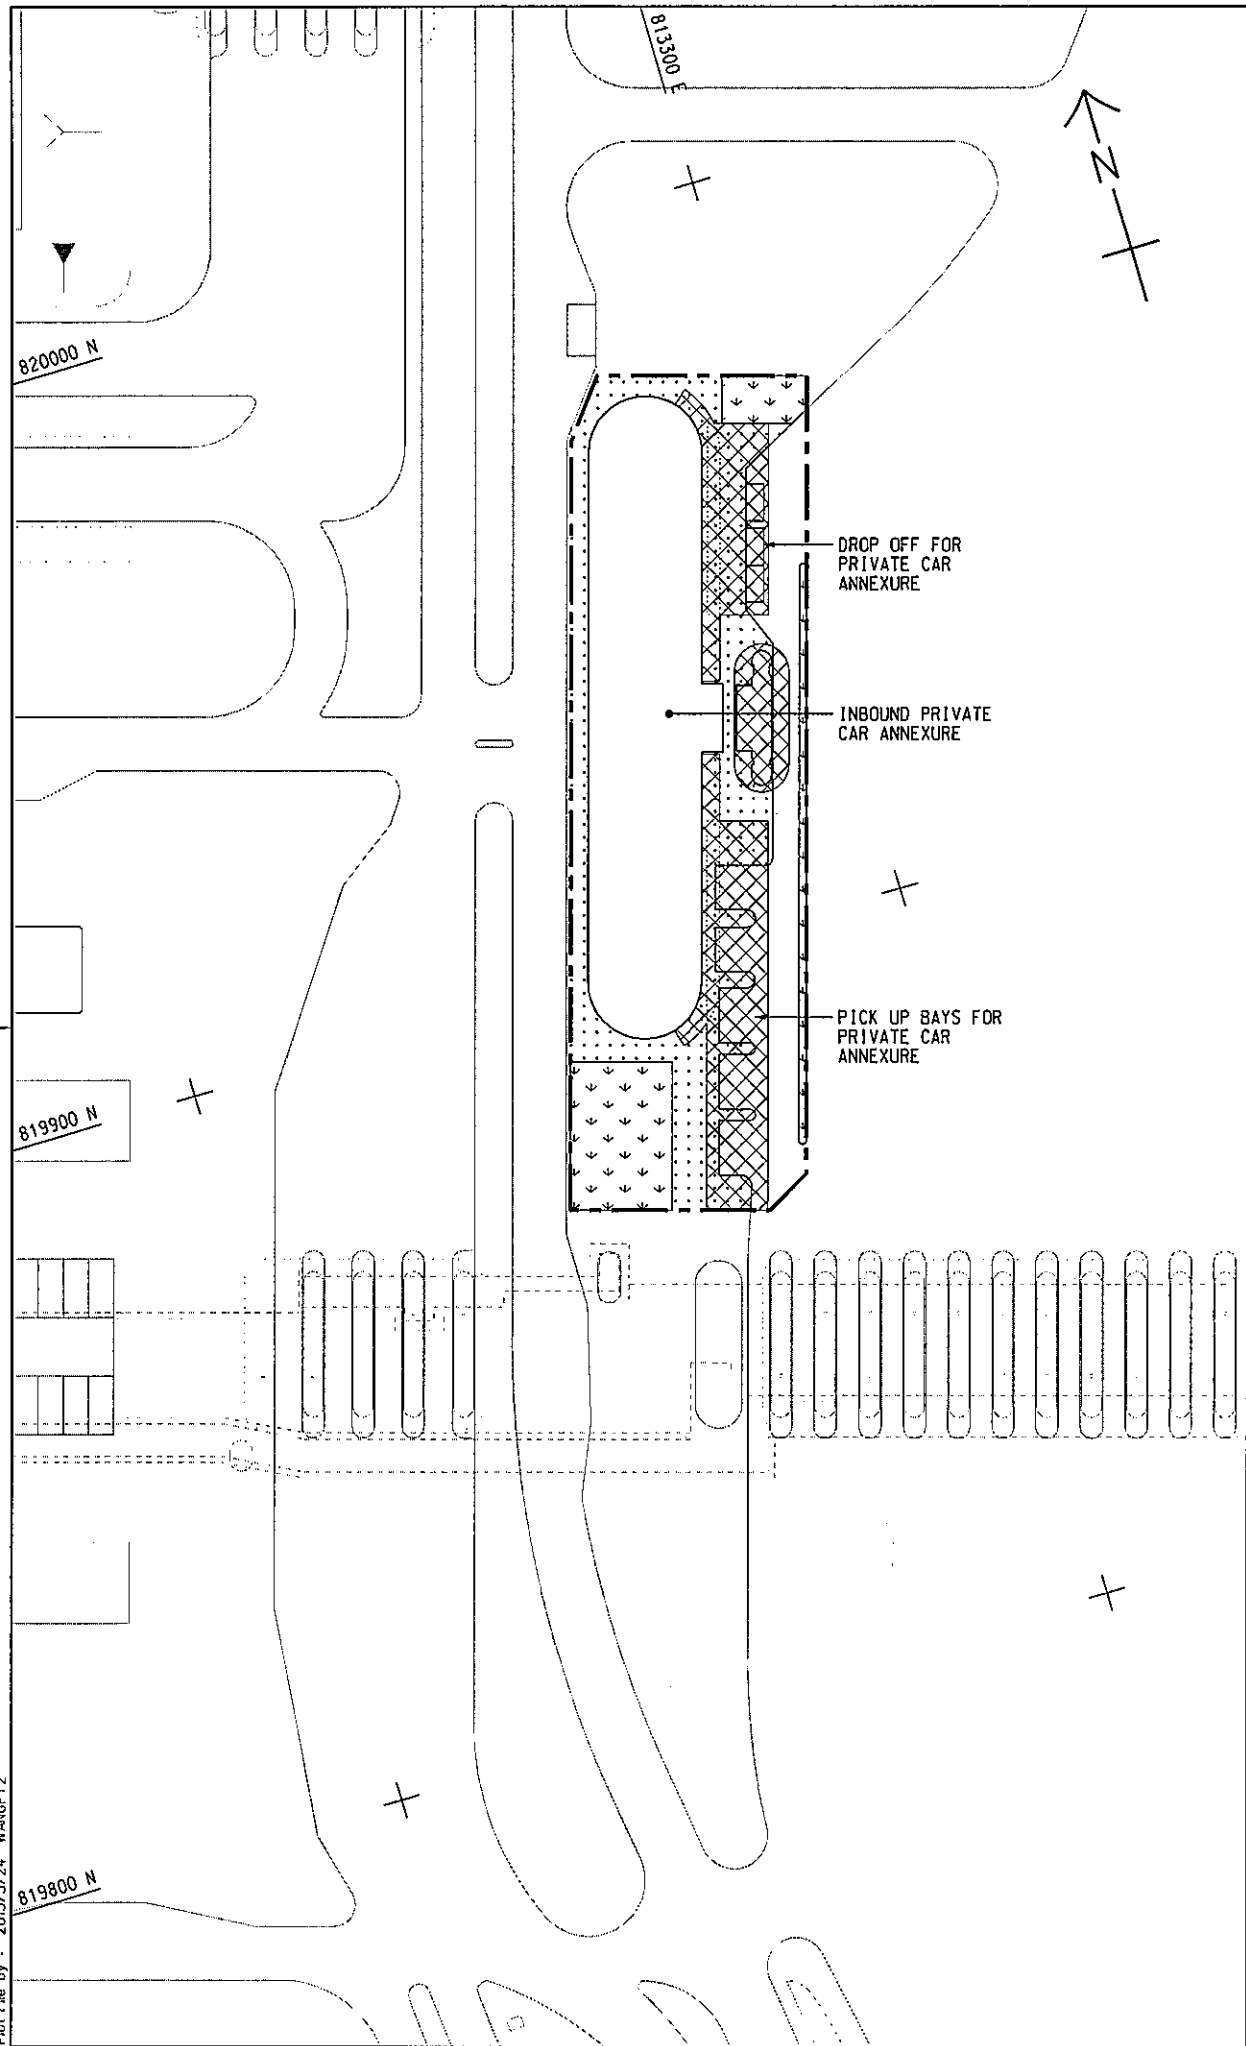 813300 E
N
820000 N
DROP OFF FOR
PRIVATE CAR
ANNEXURE
INBOUND PRIVATE
CAR ANNEXURE
PICK UP BAYS FOR
PRIVATE CAR
ANNEXURE
819900 N
819800 N